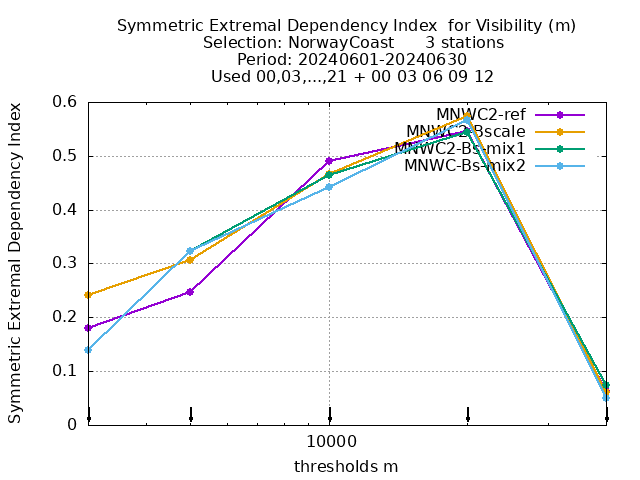 Symmetric Extremal Dependency Index  for Visibility (m)
Selection: NorwayCoast      3 stations
Period: 20240601-20240630
Used 00,03,...,21 + 00 03 06 09 12
Symmetric Extremal Dependency Index
0.6
0.5
0.4
0.3
0.2
0.1
0
MNWC2-ref
MNWC2-Bscale
MNWC2-Bs-mix1
MNWC-Bs-mix2
10000
thresholds m